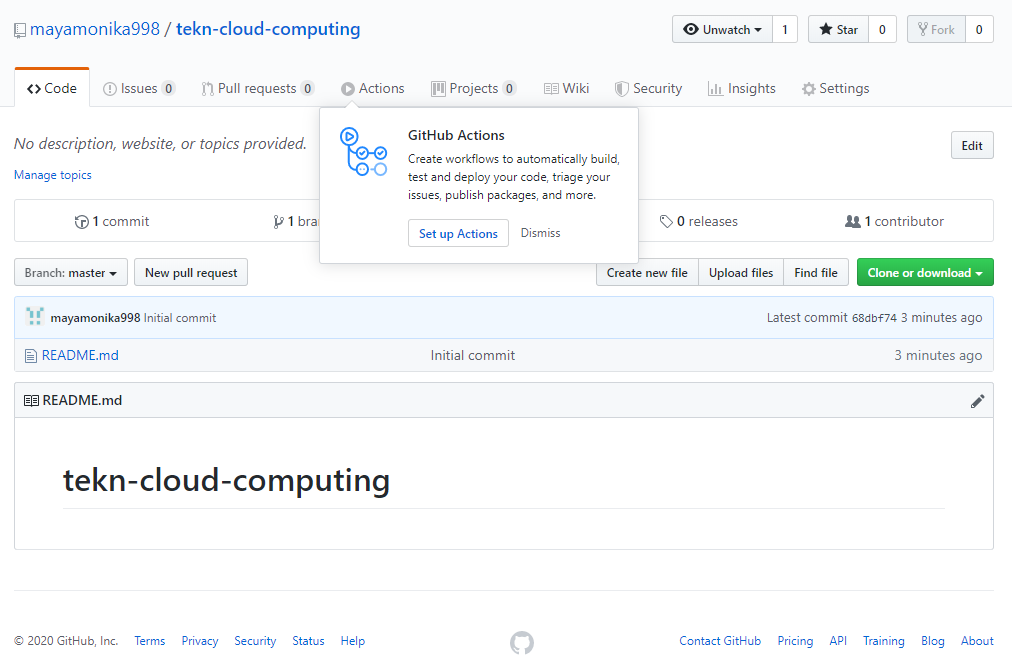 mayamonika998 / tekn-cloud-computing
Unwatch 1 Star 0 Fork 0
Code Issues 0 Pull requests 0 Actions Projects 0 Wiki Security Insights Settings
GitHub Actions
Create workflows to automatically build,
test and deploy your code, triage your
issues, publish packages, and more.
Set up Actions Dismiss
No description, website, or topics provided.
Edit
Manage topics
1 commit 1 bra 0 releases 1 contributor
Branch: master New pull request Create new file Upload files Find file Clone or download
mayamonika998 Initial commit Latest commit 68dbf74 3 minutes ago
README.md Initial commit 3 minutes ago
README.md
tekn-cloud-computing
© 2020 GitHub, Inc. Terms Privacy Security Status Help Contact GitHub Pricing API Training Blog About